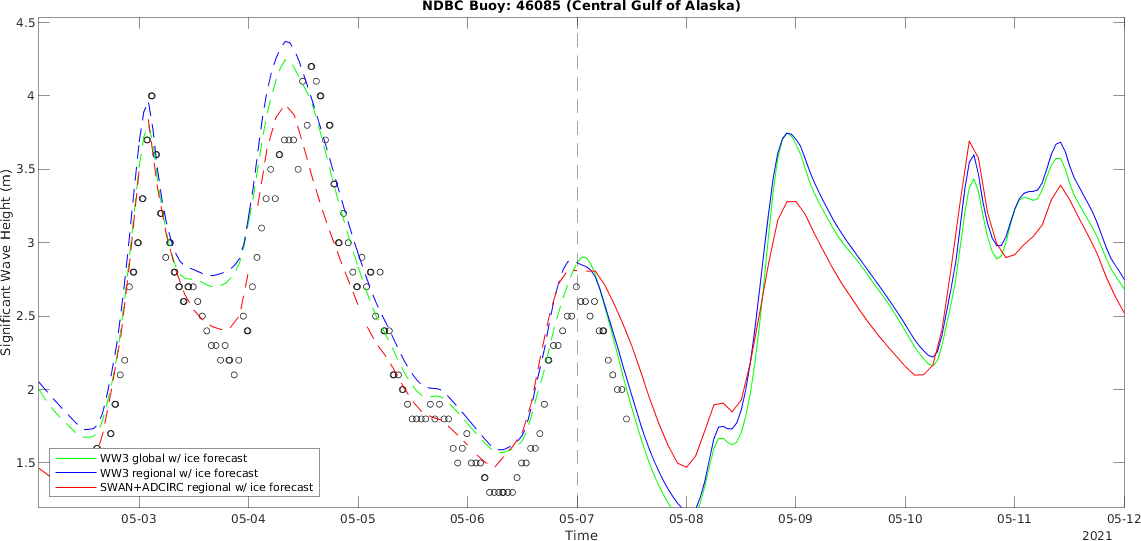 NDBC Buoy: 46085 (Central Gulf of Alaska)
4.5
4
3.5
3
2.5
2
1.5
Significant Wave Height (m)
WW3 global w/ ice forecast
WW3 regional w/ ice forecast
SWAN+ADCIRC regional w/ ice forecast
05-03 05-04 05-05 05-06 05-07 05-08 05-09 05-10 05-11 05-12
Time
2021